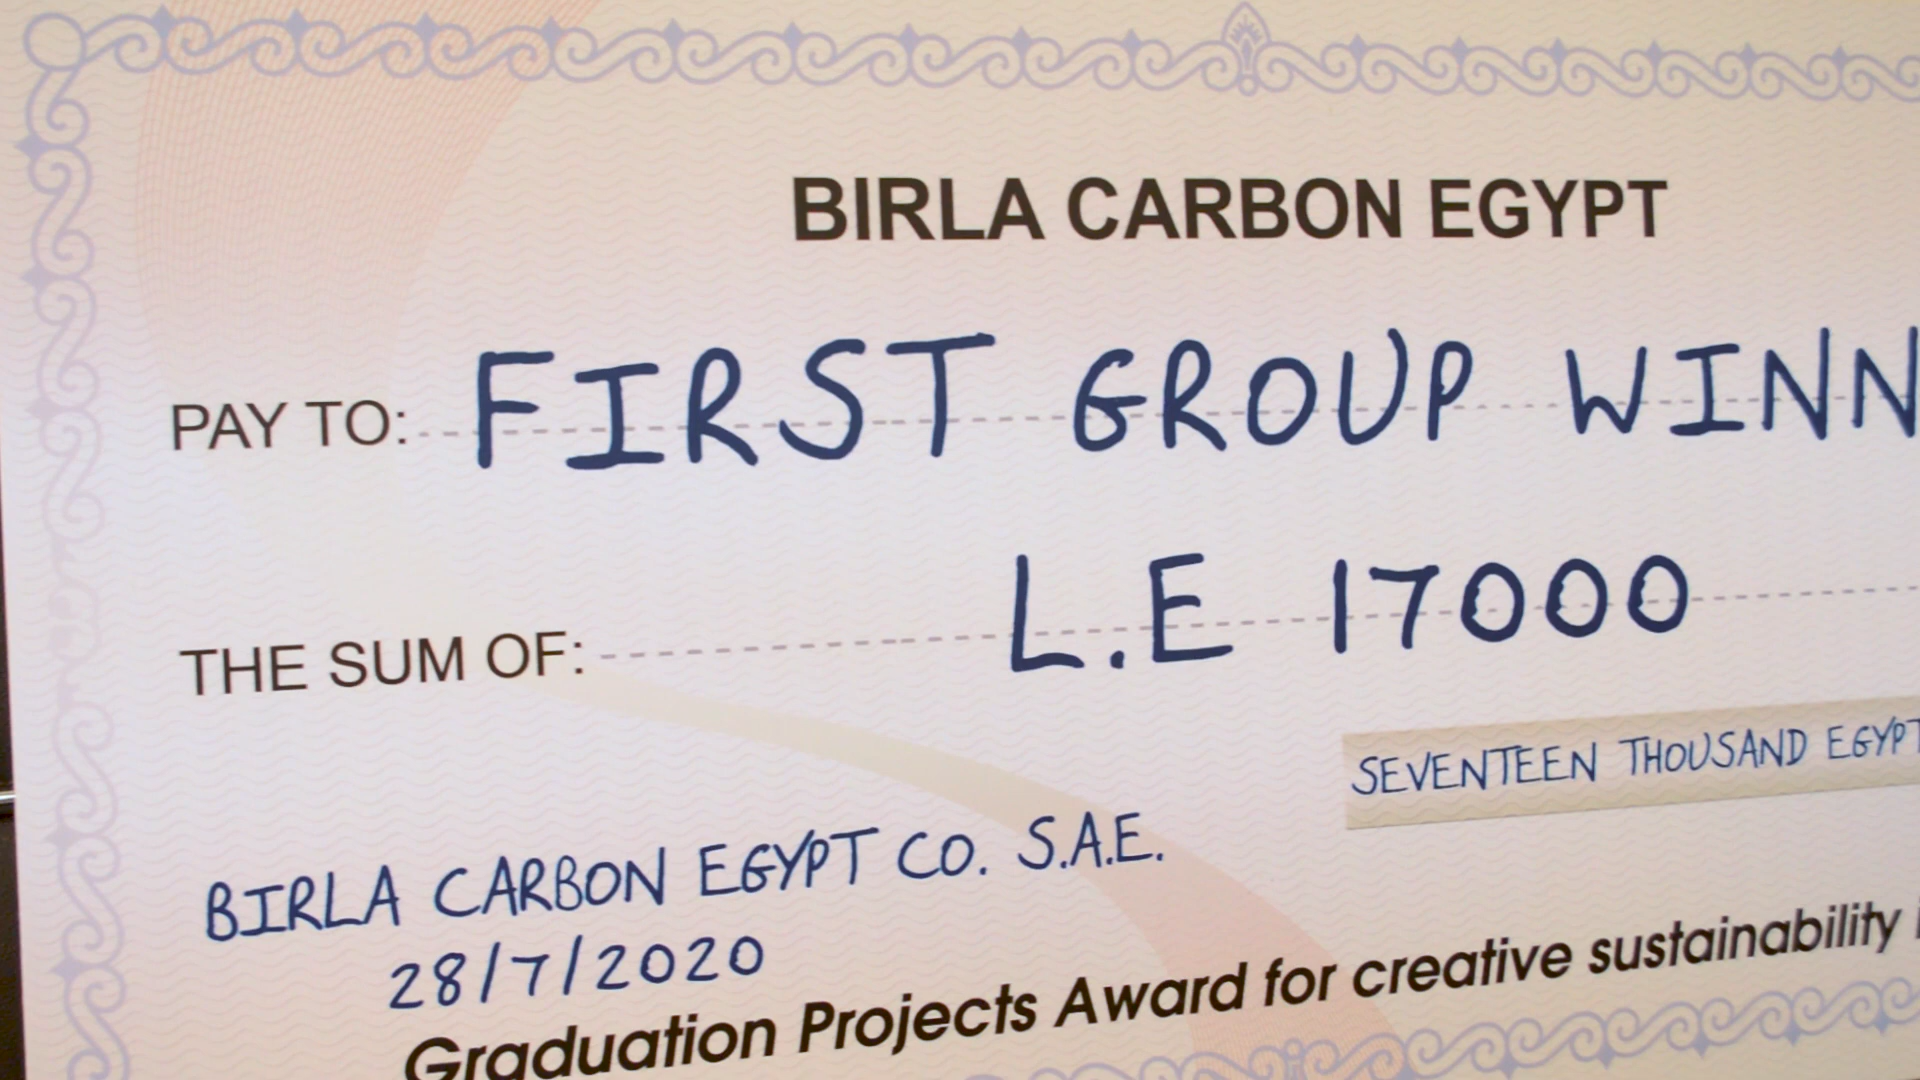 BIRLA CARBON EGYPT
PAY TO: FIRST GROUP WINN
THE SUM OF: L.E 17000
SEVENTEEN THOUSAND EGYPT
BIRLA CARBON EGYPT CO. S.A.E.
28/7/2020
Graduation Projects Award for creative sustainability